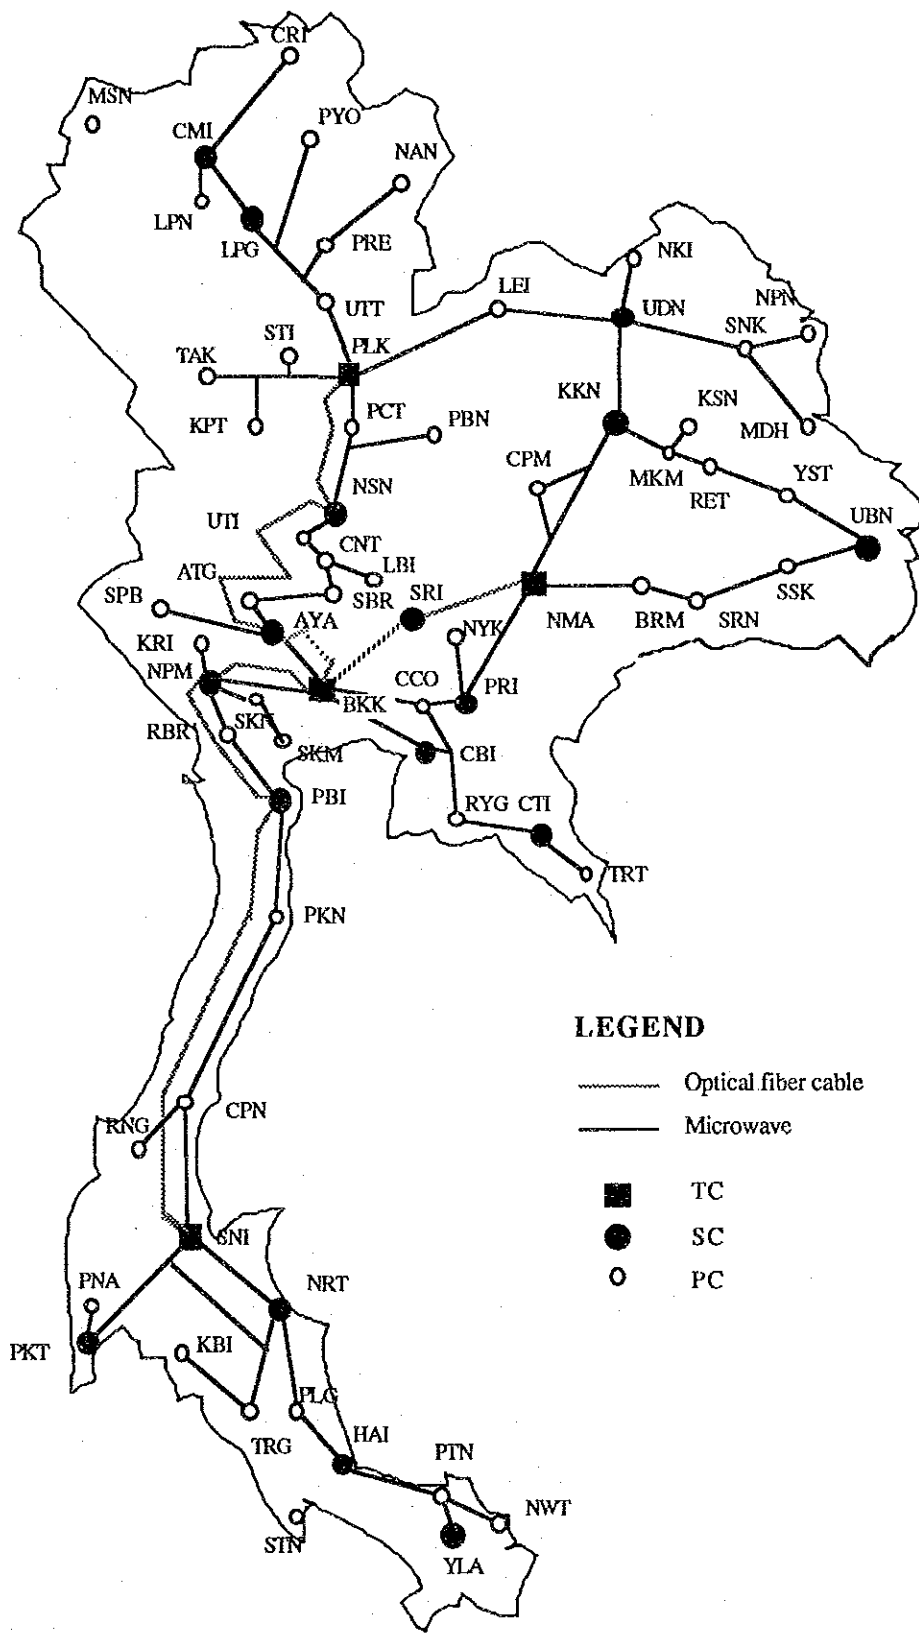 CRI
MSN
PYO
CMI
NAN
LPN
LPG
PRE
NKI
LEI
NPN
UTT
UDN
SNK
STI
PLK
TAK
KKN
KSN
KPT
PCT
PBN
MDH
CPM
MKM
YST
NSN
RET
UTI
UBN
CNT
ATG
LBI
SPB
SBR
SRI
SSK
AYA
NYK
NMA
BRM
SRN
KRI
NPM
CCO
PRI
BKK
SKN
RBR
SKM
CBI
PBI
RYG
CTI
TRT
PKN
LEGEND
Optical fiber cable
CPN
RNG
Microwave
TC
SNI
SC
PNA
NRT
PC
PKT
KBI
PLG
TRG
HAI
PTN
NWT
STN
YLA